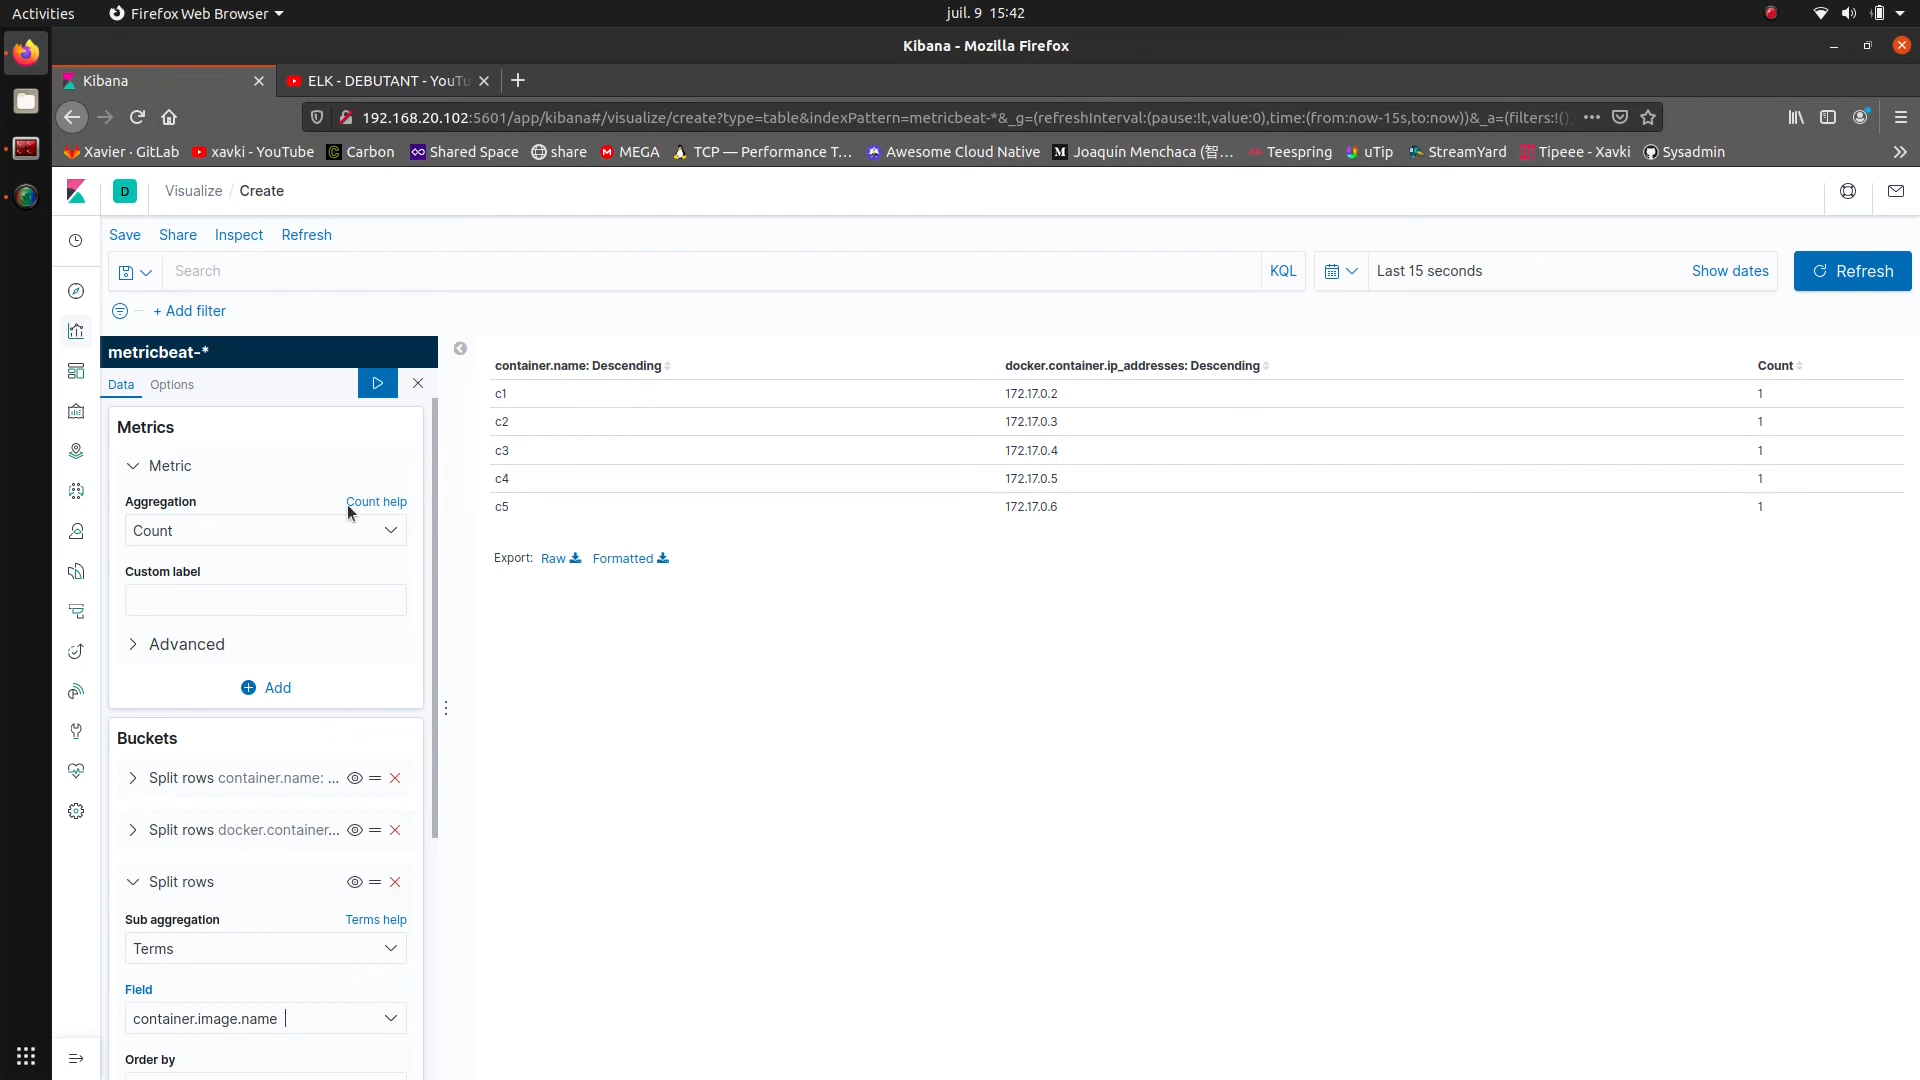 Activities Firefox Web Browser juil. 9 15:42
Kibana - Mozilla Firefox
Kibana ELK - DEBUTANT - YouTu
192.168.20.102:5601/app/kibana#/visualize/create?type=table&indexPattern=metricbeat-*&_g=(refreshInterval:(pause:!t,value:0),time:(from:now-15s,to:now))&_a=(filters:!(),
Xavier · GitLab xavki - YouTube Carbon Shared Space share MEGA TCP — Performance T… Awesome Cloud Native Joaquín Menchaca (智… Teespring uTip StreamYard Tipeee - Xavki Sysadmin
D Visualize / Create
Save Share Inspect Refresh
Search KQL Last 15 seconds Show dates Refresh
+ Add filter
metricbeat-*
Data Options
Metrics
Metric
Aggregation Count help
Count
Custom label
Advanced
Add
Buckets
Split rows container.name: ...
Split rows docker.container...
Split rows
Sub aggregation Terms help
Terms
Field
container.image.name
Order by
container.name: Descending docker.container.ip_addresses: Descending Count
c1 172.17.0.2 1
c2 172.17.0.3 1
c3 172.17.0.4 1
c4 172.17.0.5 1
c5 172.17.0.6 1
Export: Raw Formatted